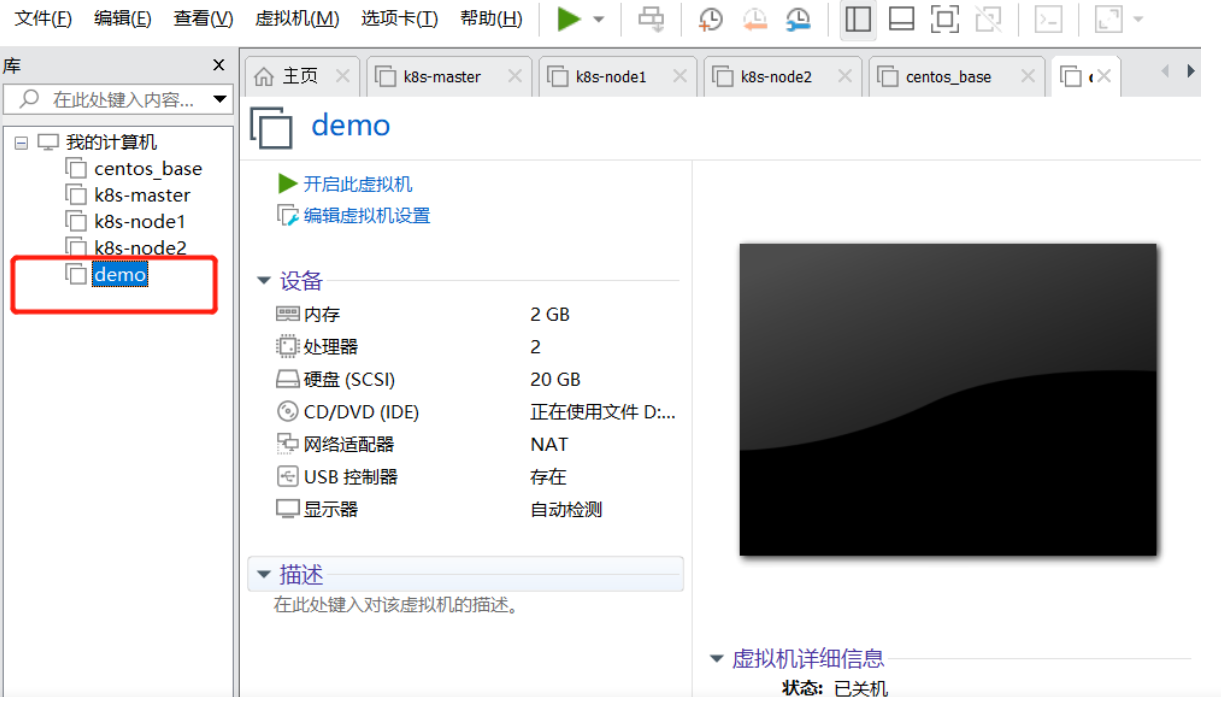 文件(F) 编辑(E) 查看(V) 虚拟机(M) 选项卡(T) 帮助(H)
库
在此处键入内容...
我的计算机
centos_base
k8s-master
k8s-node1
k8s-node2
demo
主页 k8s-master k8s-node1 k8s-node2 centos_base
demo
开启此虚拟机
编辑虚拟机设置
设备
内存 2 GB
处理器 2
硬盘 (SCSI) 20 GB
CD/DVD (IDE) 正在使用文件 D:...
网络适配器 NAT
USB 控制器 存在
显示器 自动检测
描述
在此处键入对该虚拟机的描述。
虚拟机详细信息
状态: 已关机